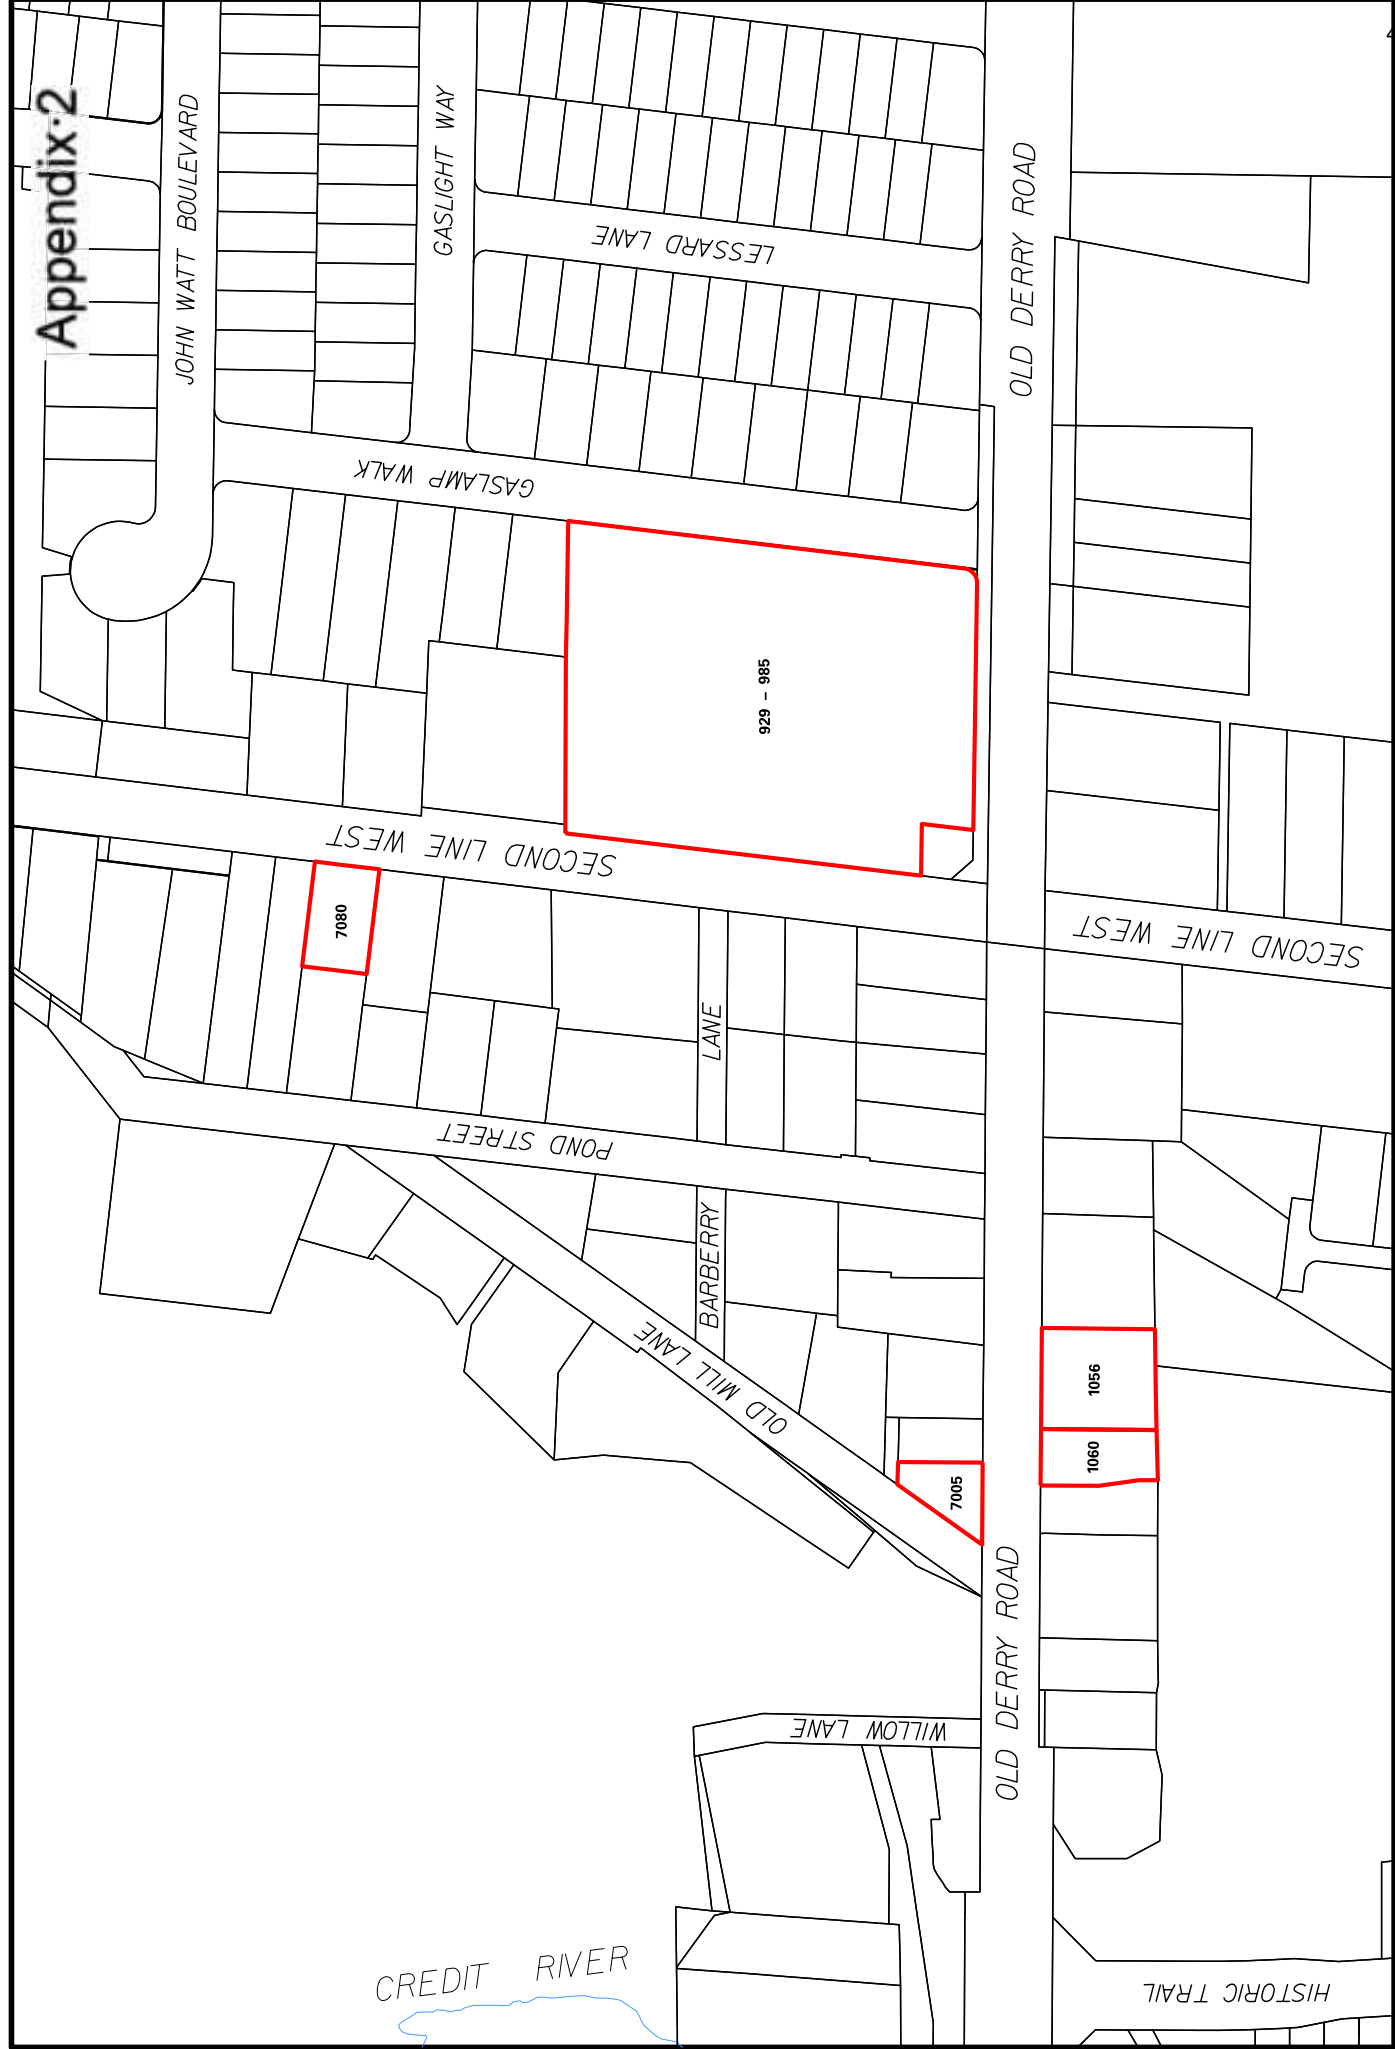 Appendix·2
JOHN WATT BOULEVARD
GASLIGHT WAY
LESSARD LANE
OLD DERRY ROAD
GASLAMP WALK
929 - 985
SECOND LINE WEST
SECOND LINE WEST
7080
LANE
POND STREET
BARBERRY
OLD MILL LANE
1056
1060
7005
OLD DERRY ROAD
WILLOW LANE
CREDIT RIVER
HISTORIC TRAIL